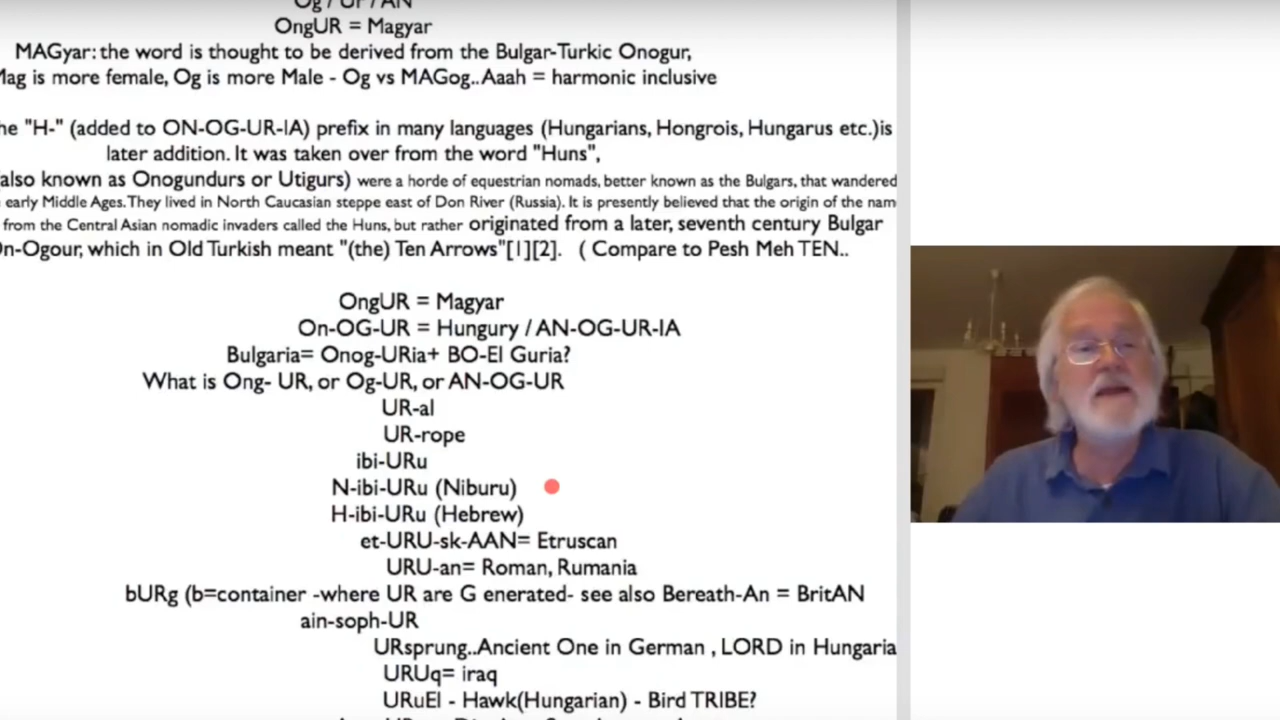 Og / UP / AN
OngUR = Magyar
MAGyar: the word is thought to be derived from the Bulgar-Turkic Onogur,
Mag is more female, Og is more Male - Og vs MAGog..Aaah = harmonic inclusive
he "H-" (added to ON-OG-UR-IA) prefix in many languages (Hungarians, Hongrois, Hungarus etc.)is
later addition. It was taken over from the word "Huns",
also known as Onogundurs or Utigurs) were a horde of equestrian nomads, better known as the Bulgars, that wandered
early Middle Ages. They lived in North Caucasian steppe east of Don River (Russia). It is presently believed that the origin of the nam
from the Central Asian nomadic invaders called the Huns, but rather originated from a later, seventh century Bulgar
On-Ogour, which in Old Turkish meant "(the) Ten Arrows"[1][2]. ( Compare to Pesh Meh TEN..
OngUR = Magyar
On-OG-UR = Hungury / AN-OG-UR-IA
Bulgaria= Onog-URia+ BO-El Guria?
What is Ong- UR, or Og-UR, or AN-OG-UR
UR-al
UR-rope
ibi-URu
N-ibi-URu (Niburu)
H-ibi-URu (Hebrew)
et-URU-sk-AAN= Etruscan
URU-an= Roman, Rumania
bURg (b=container -where UR are G enerated- see also Bereath-An = BritAN
ain-soph-UR
URsprung..Ancient One in German , LORD in Hungaria
URUq= iraq
URuEl - Hawk(Hungarian) - Bird TRIBE?